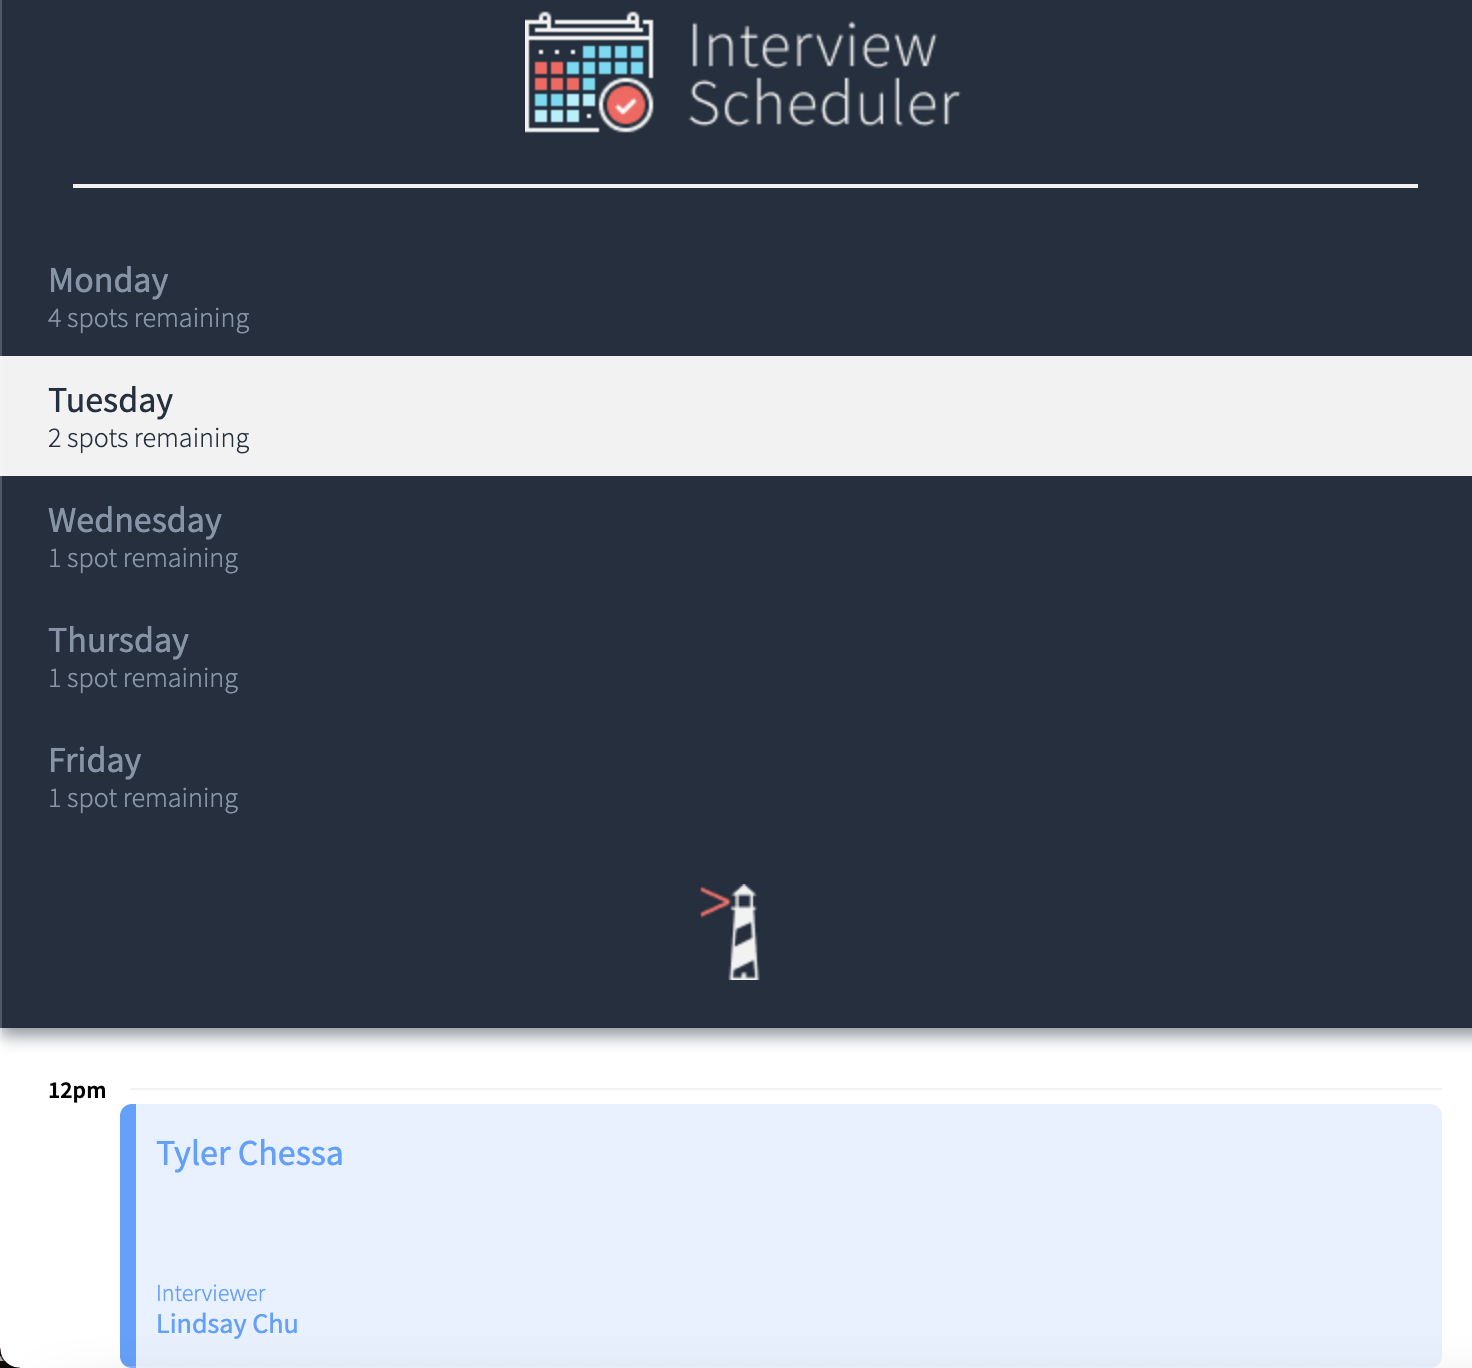 Interview
Scheduler
Monday
4 spots remaining
Tuesday
2 spots remaining
Wednesday
1 spot remaining
Thursday
1 spot remaining
Friday
1 spot remaining
12pm
Tyler Chessa
Interviewer
Lindsay Chu